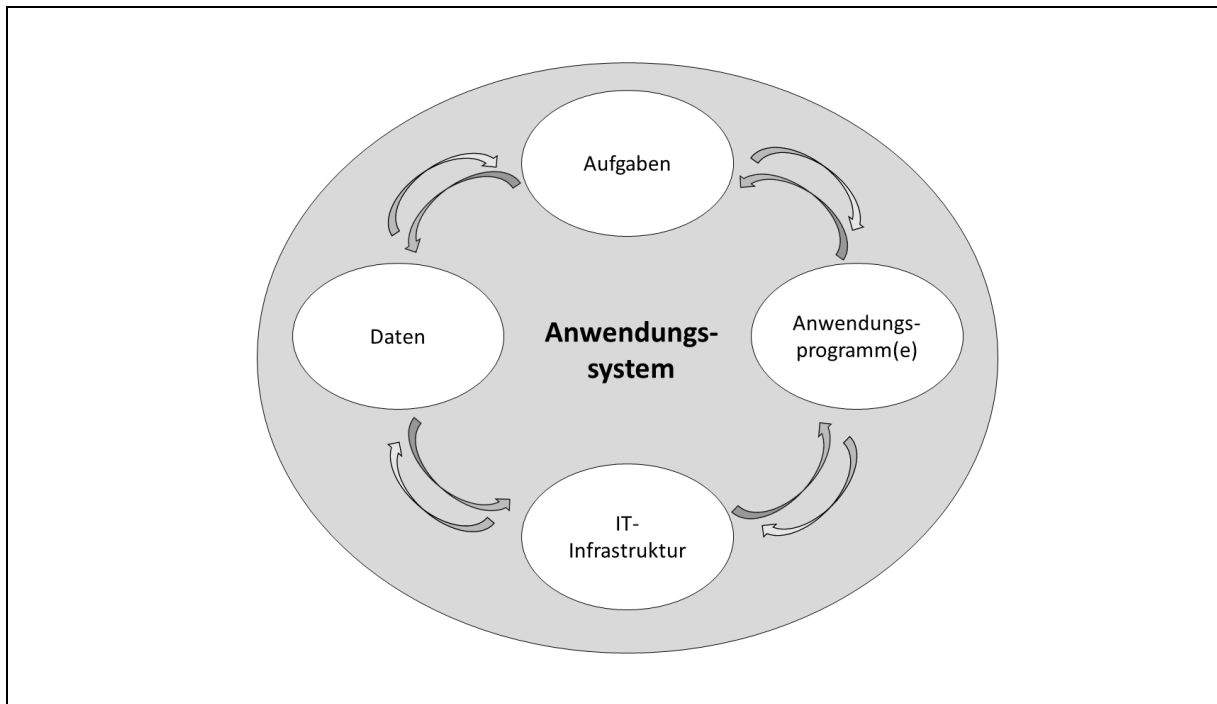 Aufgaben
Daten
Anwendungs-
system
Anwendungs-
programm(e)
IT-
Infrastruktur